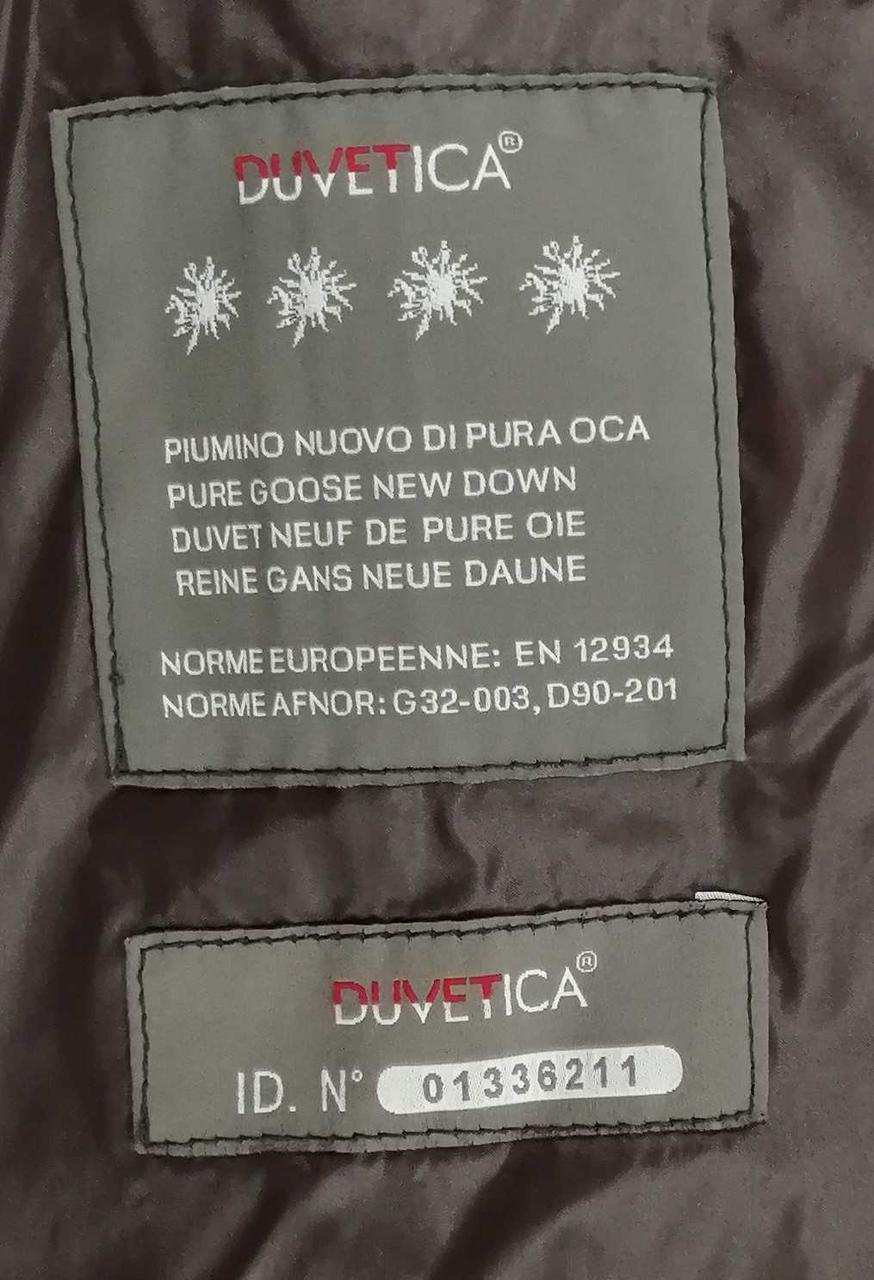 DUVETICA®
PIUMINO NUOVO DI PURA OCA
PURE GOOSE NEW DOWN
DUVET NEUF DE PURE OIE
REINE GANS NEUE DAUNE
NORME EUROPEENNE: EN 12934
NORME AFNOR: G32-003, D90-201
DUVETICA®
ID. N° 01336211